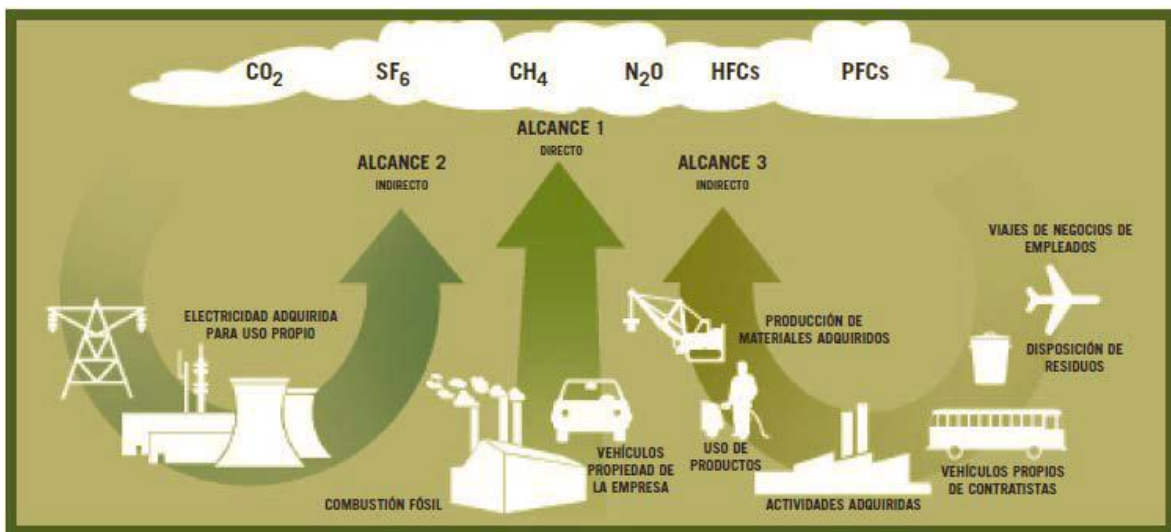 CO2 SF6 CH4 N2O HFCs PFCs
ALCANCE 1
DIRECTO
ALCANCE 2
INDIRECTO
ALCANCE 3
INDIRECTO
VIAJES DE NEGOCIOS DE
EMPLEADOS
ELECTRICIDAD ADQUIRIDA
PARA USO PROPIO
PRODUCCIÓN DE
MATERIALES ADQUIRIDOS
DISPOSICIÓN DE
RESIDUOS
COMBUSTIÓN FÓSIL
VEHÍCULOS
PROPIEDAD DE
LA EMPRESA
USO DE
PRODUCTOS
ACTIVIDADES ADQUIRIDAS
VEHÍCULOS PROPIOS
DE CONTRATISTAS